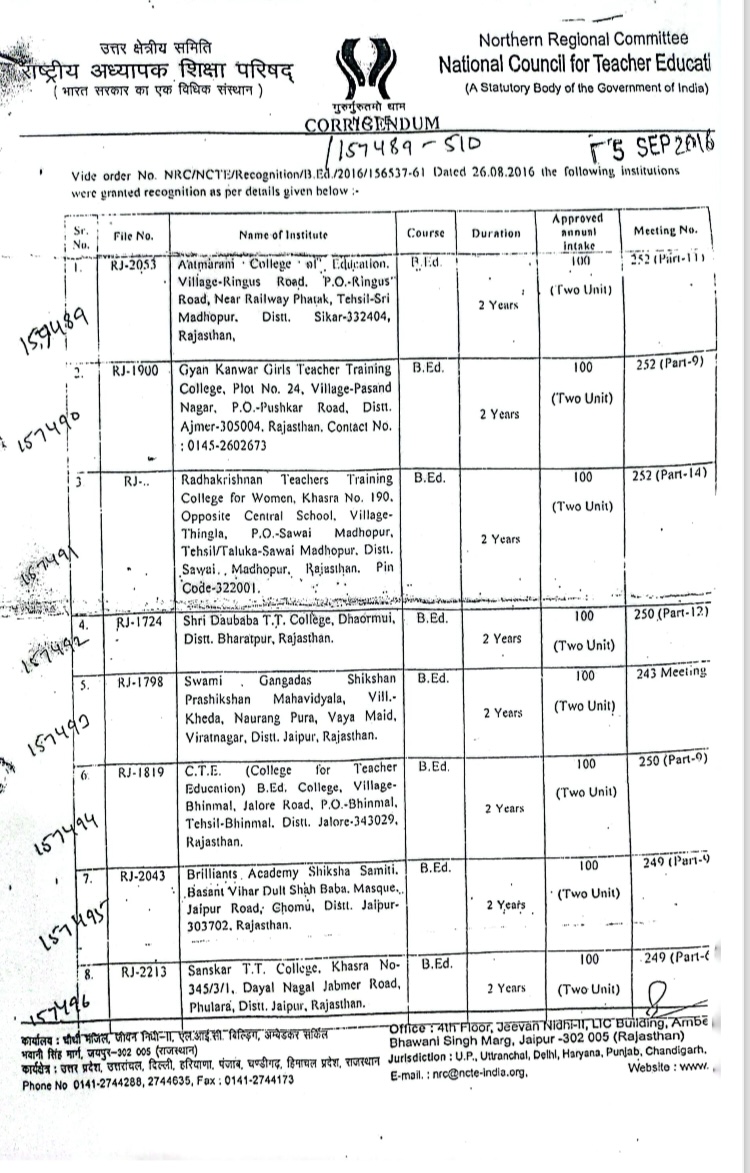 उत्तर क्षेत्रीय समिति
राष्ट्रीय अध्यापक शिक्षा परिषद्
( भारत सरकार का एक विधिक संस्थान )
गुरुर्गुरुतमो धाम
Northern Regional Committee
National Council for Teacher Educati
(A Statutory Body of the Government of India)
CORRIGENDUM
/157489-510
5 SEP 2016
Vide order No. NRC/NCTE/Recognition/B.Ed./2016/156537-61 Dated 26.08.2016 the following institutions
were granted recognition as per details given below :-
Sr. No. File No. Name of Institute Course Duration Approved annual intake Meeting No.
157489
1. RJ-2053 Aatmaram College of Education, B.Ed. 100 252 (Part-11)
Village-Ringus Road, P.O.-Ringus
Road, Near Railway Phatak, Tehsil-Sri 2 Years (Two Unit)
Madhopur, Distt. Sikar-332404,
Rajasthan,
157490
2. RJ-1900 Gyan Kanwar Girls Teacher Training B.Ed. 100 252 (Part-9)
College, Plot No. 24, Village-Pasand
Nagar, P.O.-Pushkar Road, Distt. 2 Years (Two Unit)
Ajmer-305004, Rajasthan. Contact No.
: 0145-2602673
157491
3 RJ-.. Radhakrishnan Teachers Training B.Ed. 100 252 (Part-14)
College for Women, Khasra No. 190,
Opposite Central School, Village- (Two Unit)
Thingla, P.O.-Sawai Madhopur, 2 Years
Tehsil/Taluka-Sawai Madhopur, Distt.
Sawai Madhopur, Rajasthan. Pin
Code-322001.
157492
4. RJ-1724 Shri Daubaba T.T. College, Dhaormui, B.Ed. 100 250 (Part-12)
Distt. Bharatpur, Rajasthan. 2 Years (Two Unit)
157493
5. RJ-1798 Swami Gangadas Shikshan B.Ed. 100 243 Meeting
Prashikshan Mahavidyala, Vill.-
Kheda, Naurang Pura, Vaya Maid, 2 Years (Two Unit)
Viratnagar, Distt. Jaipur, Rajasthan.
157494
6. RJ-1819 C.T.E. (College for Teacher B.Ed. 100 250 (Part-9)
Education) B.Ed. College, Village-
Bhinmal, Jalore Road, P.O.-Bhinmal, 2 Years (Two Unit)
Tehsil-Bhinmal, Distt. Jalore-343029,
Rajasthan.
157495
7. RJ-2043 Brilliants Academy Shiksha Samiti, B.Ed. 100 249 (Part-9
Basant Vihar Dult Shah Baba, Masque,
Jaipur Road, Chomu, Distt. Jaipur- 2 Years (Two Unit)
303702, Rajasthan.
157496
8. RJ-2213 Sanskar T.T. College, Khasra No- B.Ed. 100 249 (Part-
345/3/1, Dayal Nagal Jabmer Road, 2 Years (Two Unit)
Phulara, Distt. Jaipur, Rajasthan.
कार्यालय : चौथी मंजिल, जीवन निधि-II, एल.आई.सी. बिल्डिंग, अम्बेडकर सर्किल
भवानी सिंह मार्ग, जयपुर-302 005 (राजस्थान)
कार्यक्षेत्र : उत्तर प्रदेश, उत्तरांचल, दिल्ली, हरियाणा, पंजाब, चण्डीगढ़, हिमाचल प्रदेश, राजस्थान
Phone No 0141-2744288, 2744635, Fax : 0141-2744173
Office : 4th Floor, Jeevan Nidhi-II, LIC Building, Ambe
Bhawani Singh Marg, Jaipur -302 005 (Rajasthan)
Jurisdiction : U.P., Uttranchal, Delhi, Haryana, Punjab, Chandigarh,
E-mail. : nrc@ncte-india.org, Website : www.